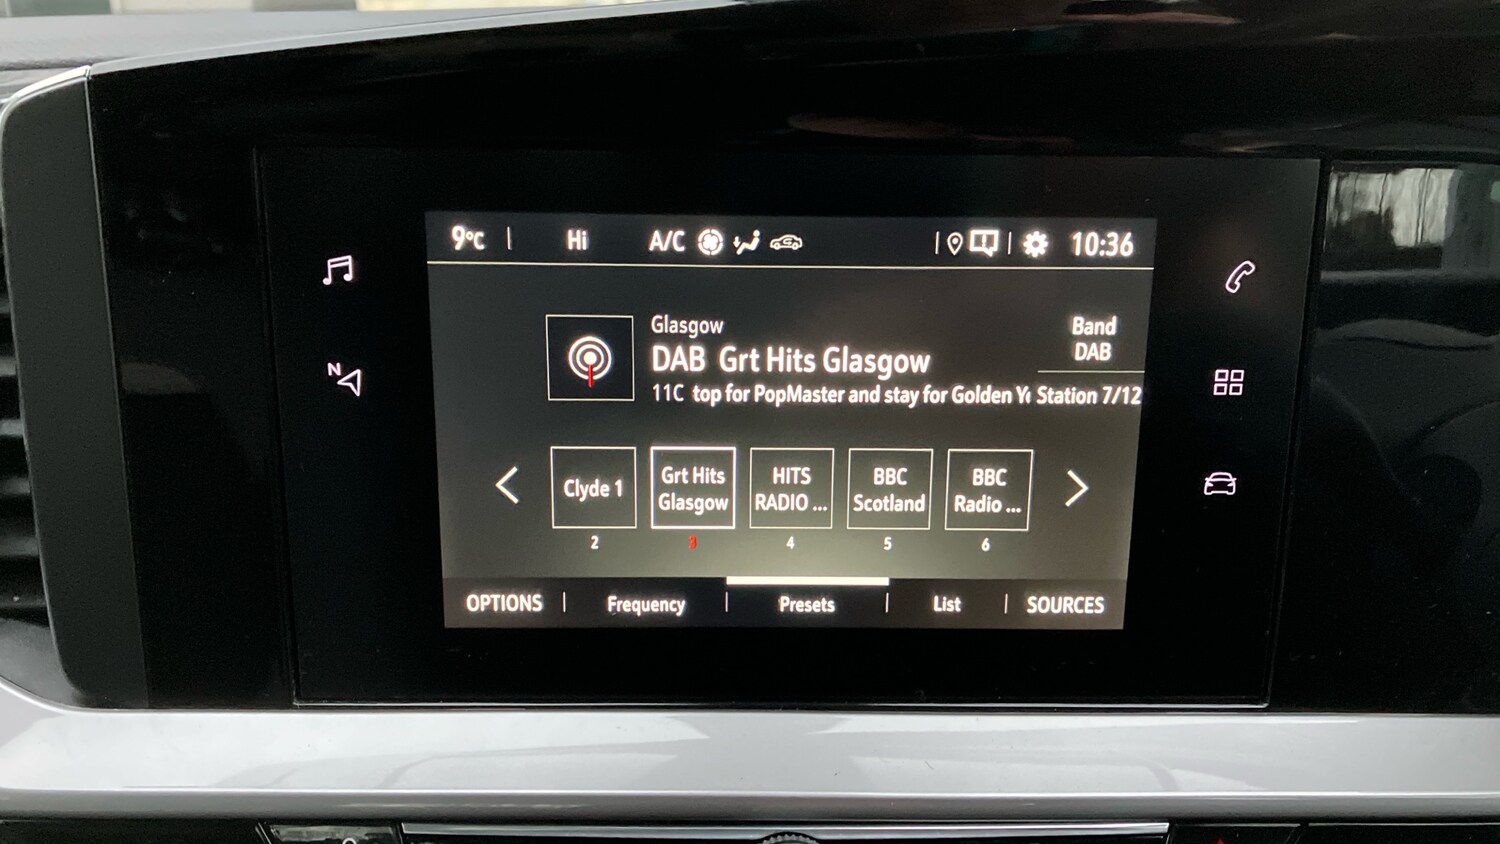 9°C Hi A/C 10:36
N
Glasgow
DAB Grt Hits Glasgow
11C top for PopMaster and stay for Golden Ye
Band
DAB
Station 7/12
Clyde 1
Grt Hits
Glasgow
HITS
RADIO ...
BBC
Scotland
BBC
Radio ...
2 3 4 5 6
OPTIONS Frequency Presets List SOURCES